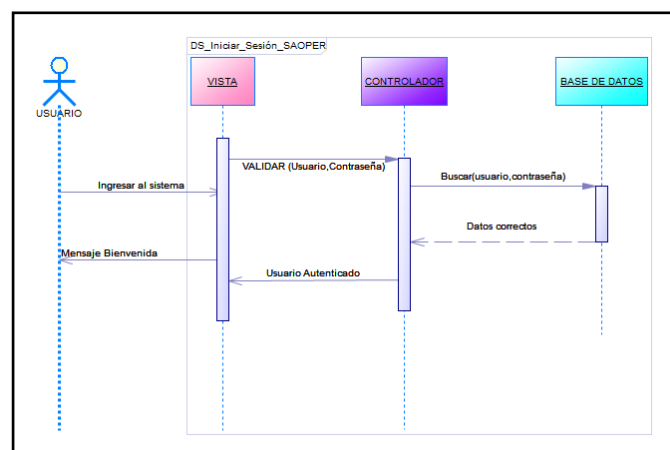 DS_Iniciar_Sesión_SAOPER
VISTA
CONTROLADOR
BASE DE DATOS
USUARIO
VALIDAR (Usuario,Contraseña)
Buscar(usuario,contraseña)
Ingresar al sistema
Datos correctos
Mensaje Bienvenida
Usuario Autenticado